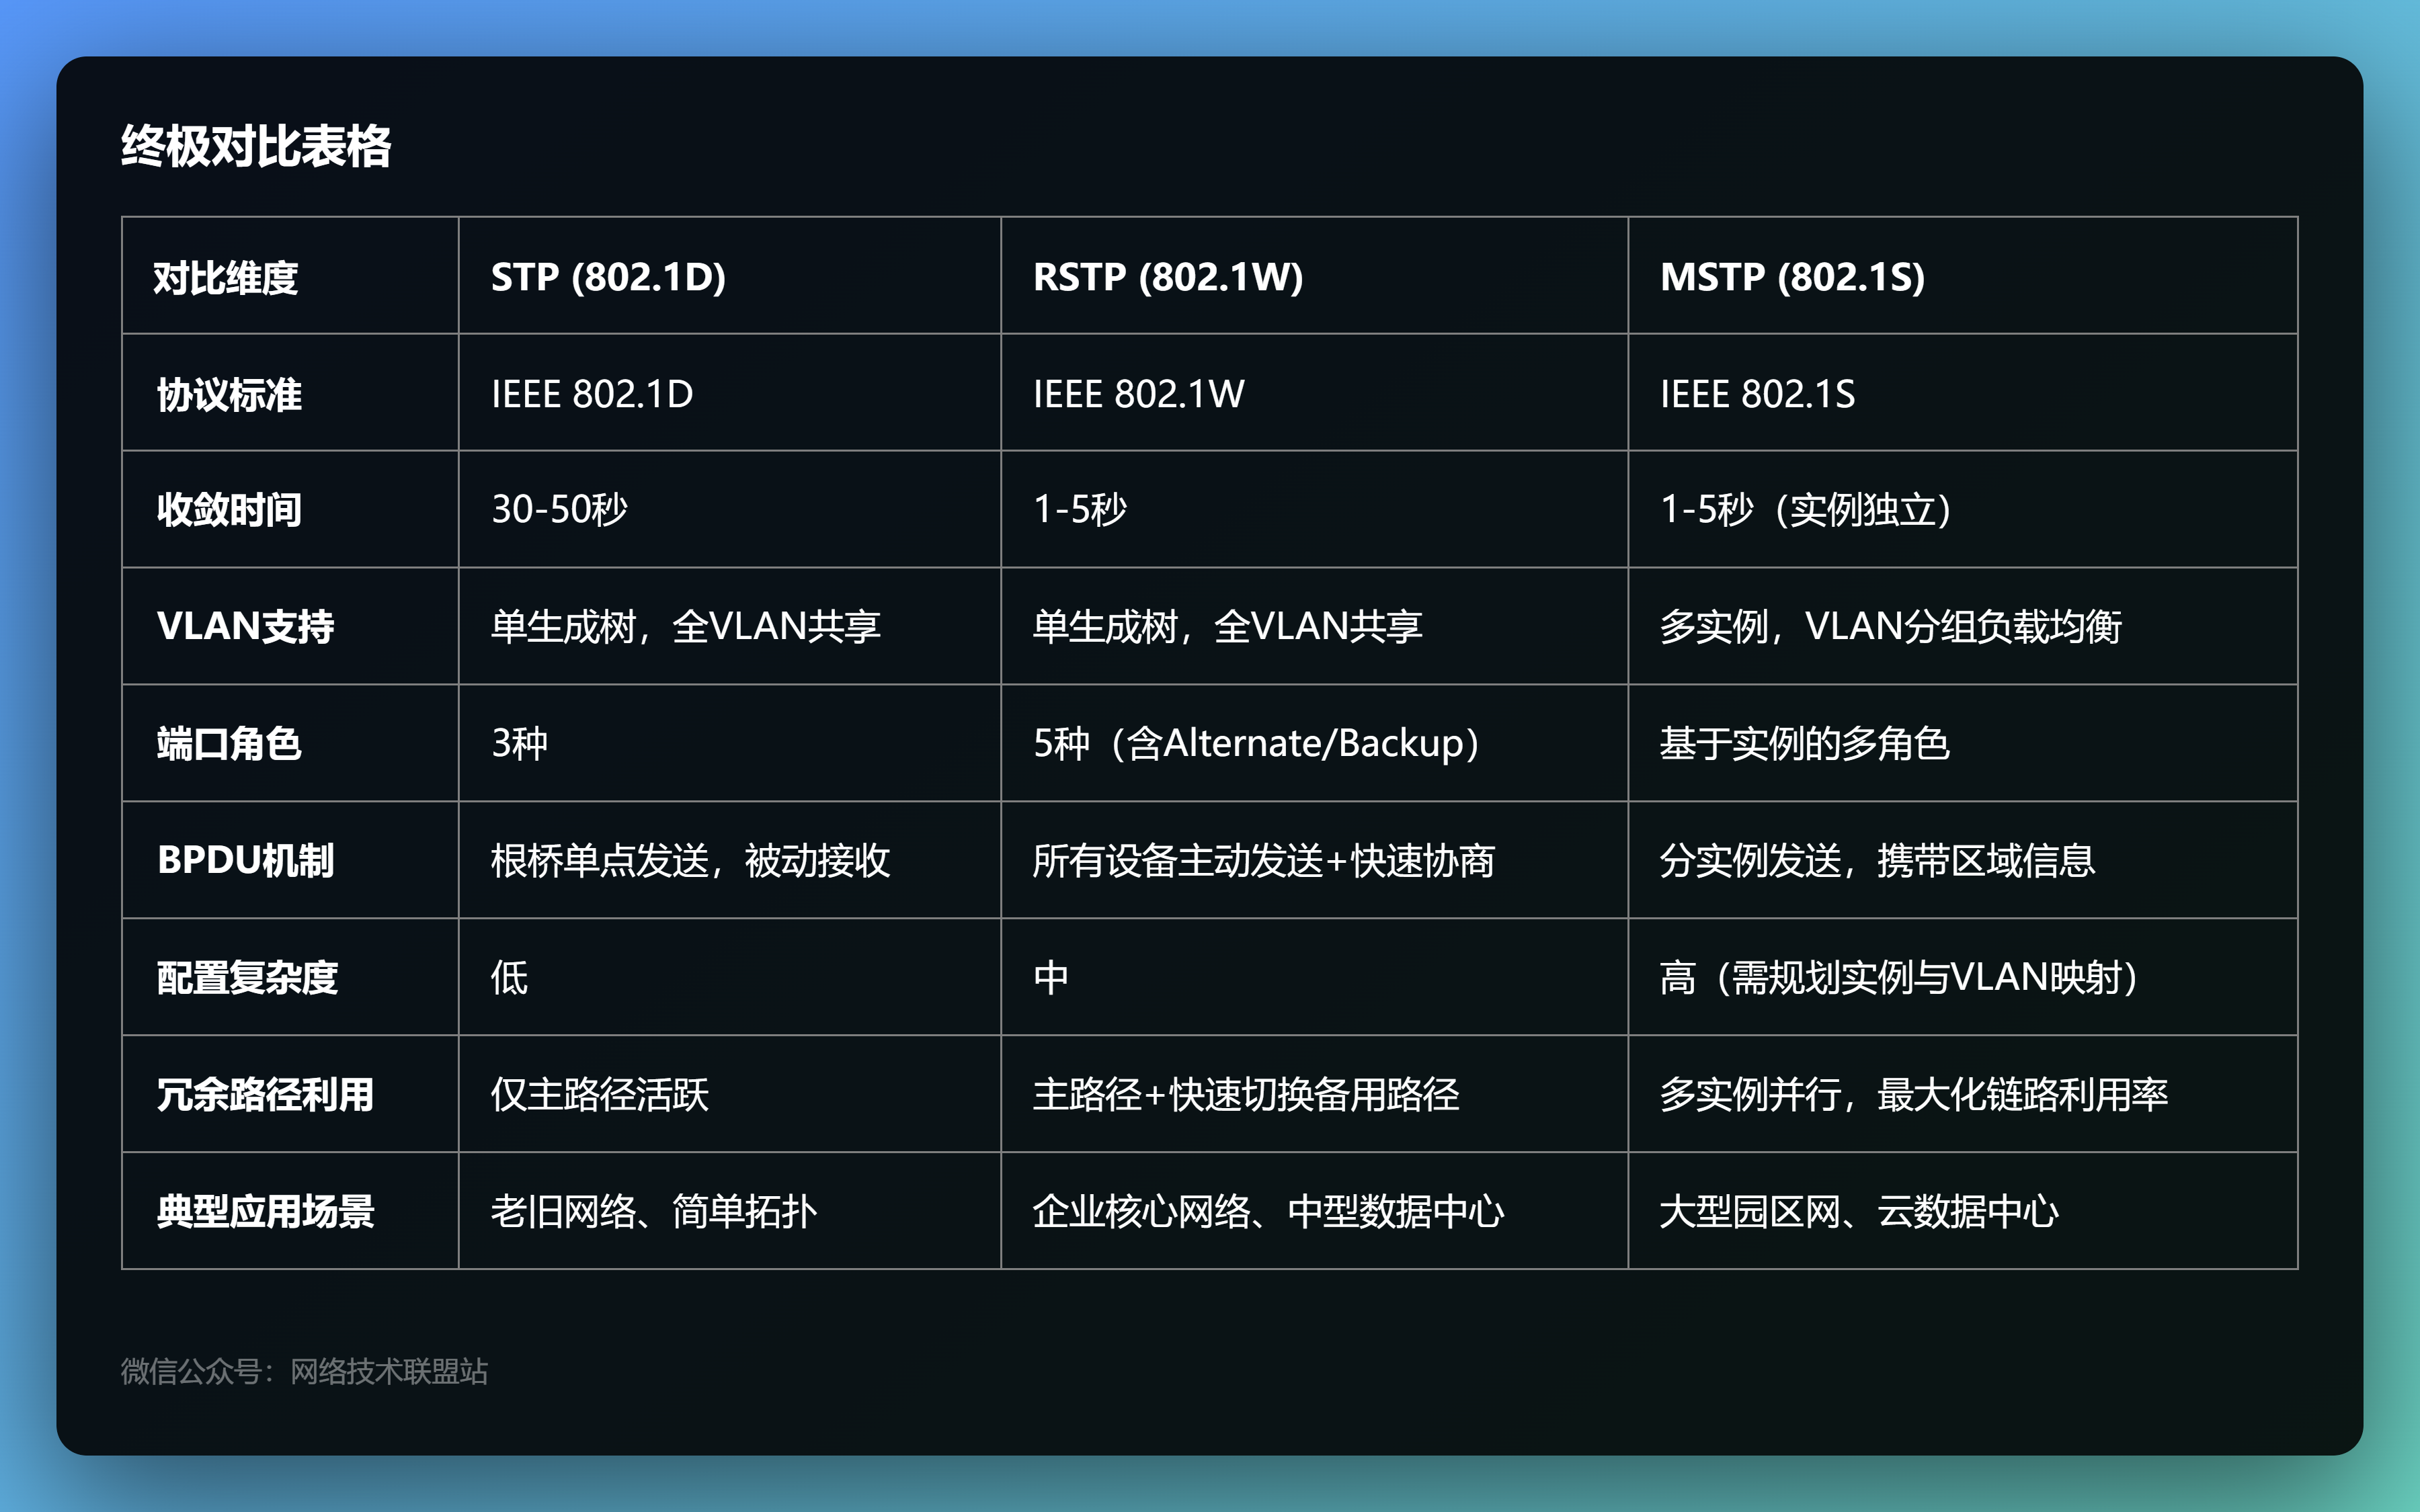 终极对比表格
对比维度 STP (802.1D) RSTP (802.1W) MSTP (802.1S)
协议标准 IEEE 802.1D IEEE 802.1W IEEE 802.1S
收敛时间 30-50秒 1-5秒 1-5秒（实例独立）
VLAN支持 单生成树，全VLAN共享 单生成树，全VLAN共享 多实例，VLAN分组负载均衡
端口角色 3种 5种（含Alternate/Backup） 基于实例的多角色
BPDU机制 根桥单点发送，被动接收 所有设备主动发送+快速协商 分实例发送，携带区域信息
配置复杂度 低 中 高（需规划实例与VLAN映射）
冗余路径利用 仅主路径活跃 主路径+快速切换备用路径 多实例并行，最大化链路利用率
典型应用场景 老旧网络、简单拓扑 企业核心网络、中型数据中心 大型园区网、云数据中心
微信公众号：网络技术联盟站